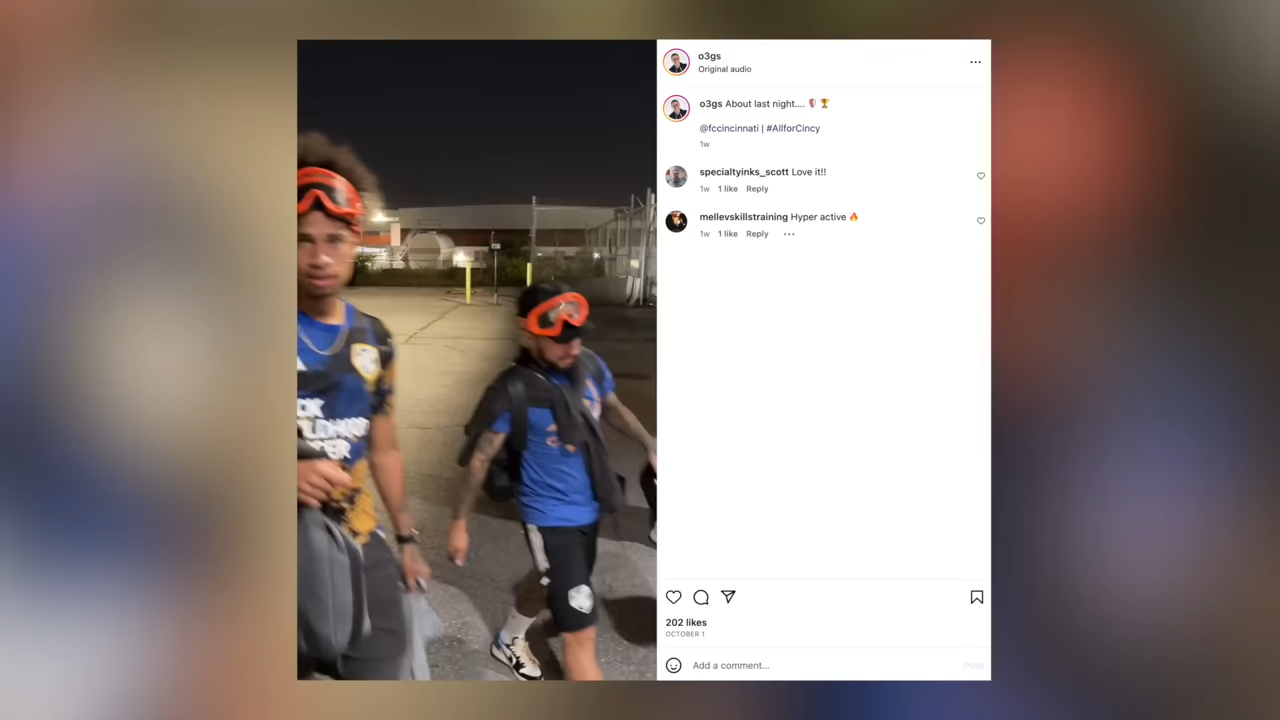 o3gs
Original audio
o3gs About last night.... 🛡️ 🏆
@fccincinnati | #AllforCincy
1w
specialtyinks_scott Love it!!
1w 1 like Reply
mellevskillstraining Hyper active 🔥
1w 1 like Reply
202 likes
OCTOBER 1
Add a comment...
Post